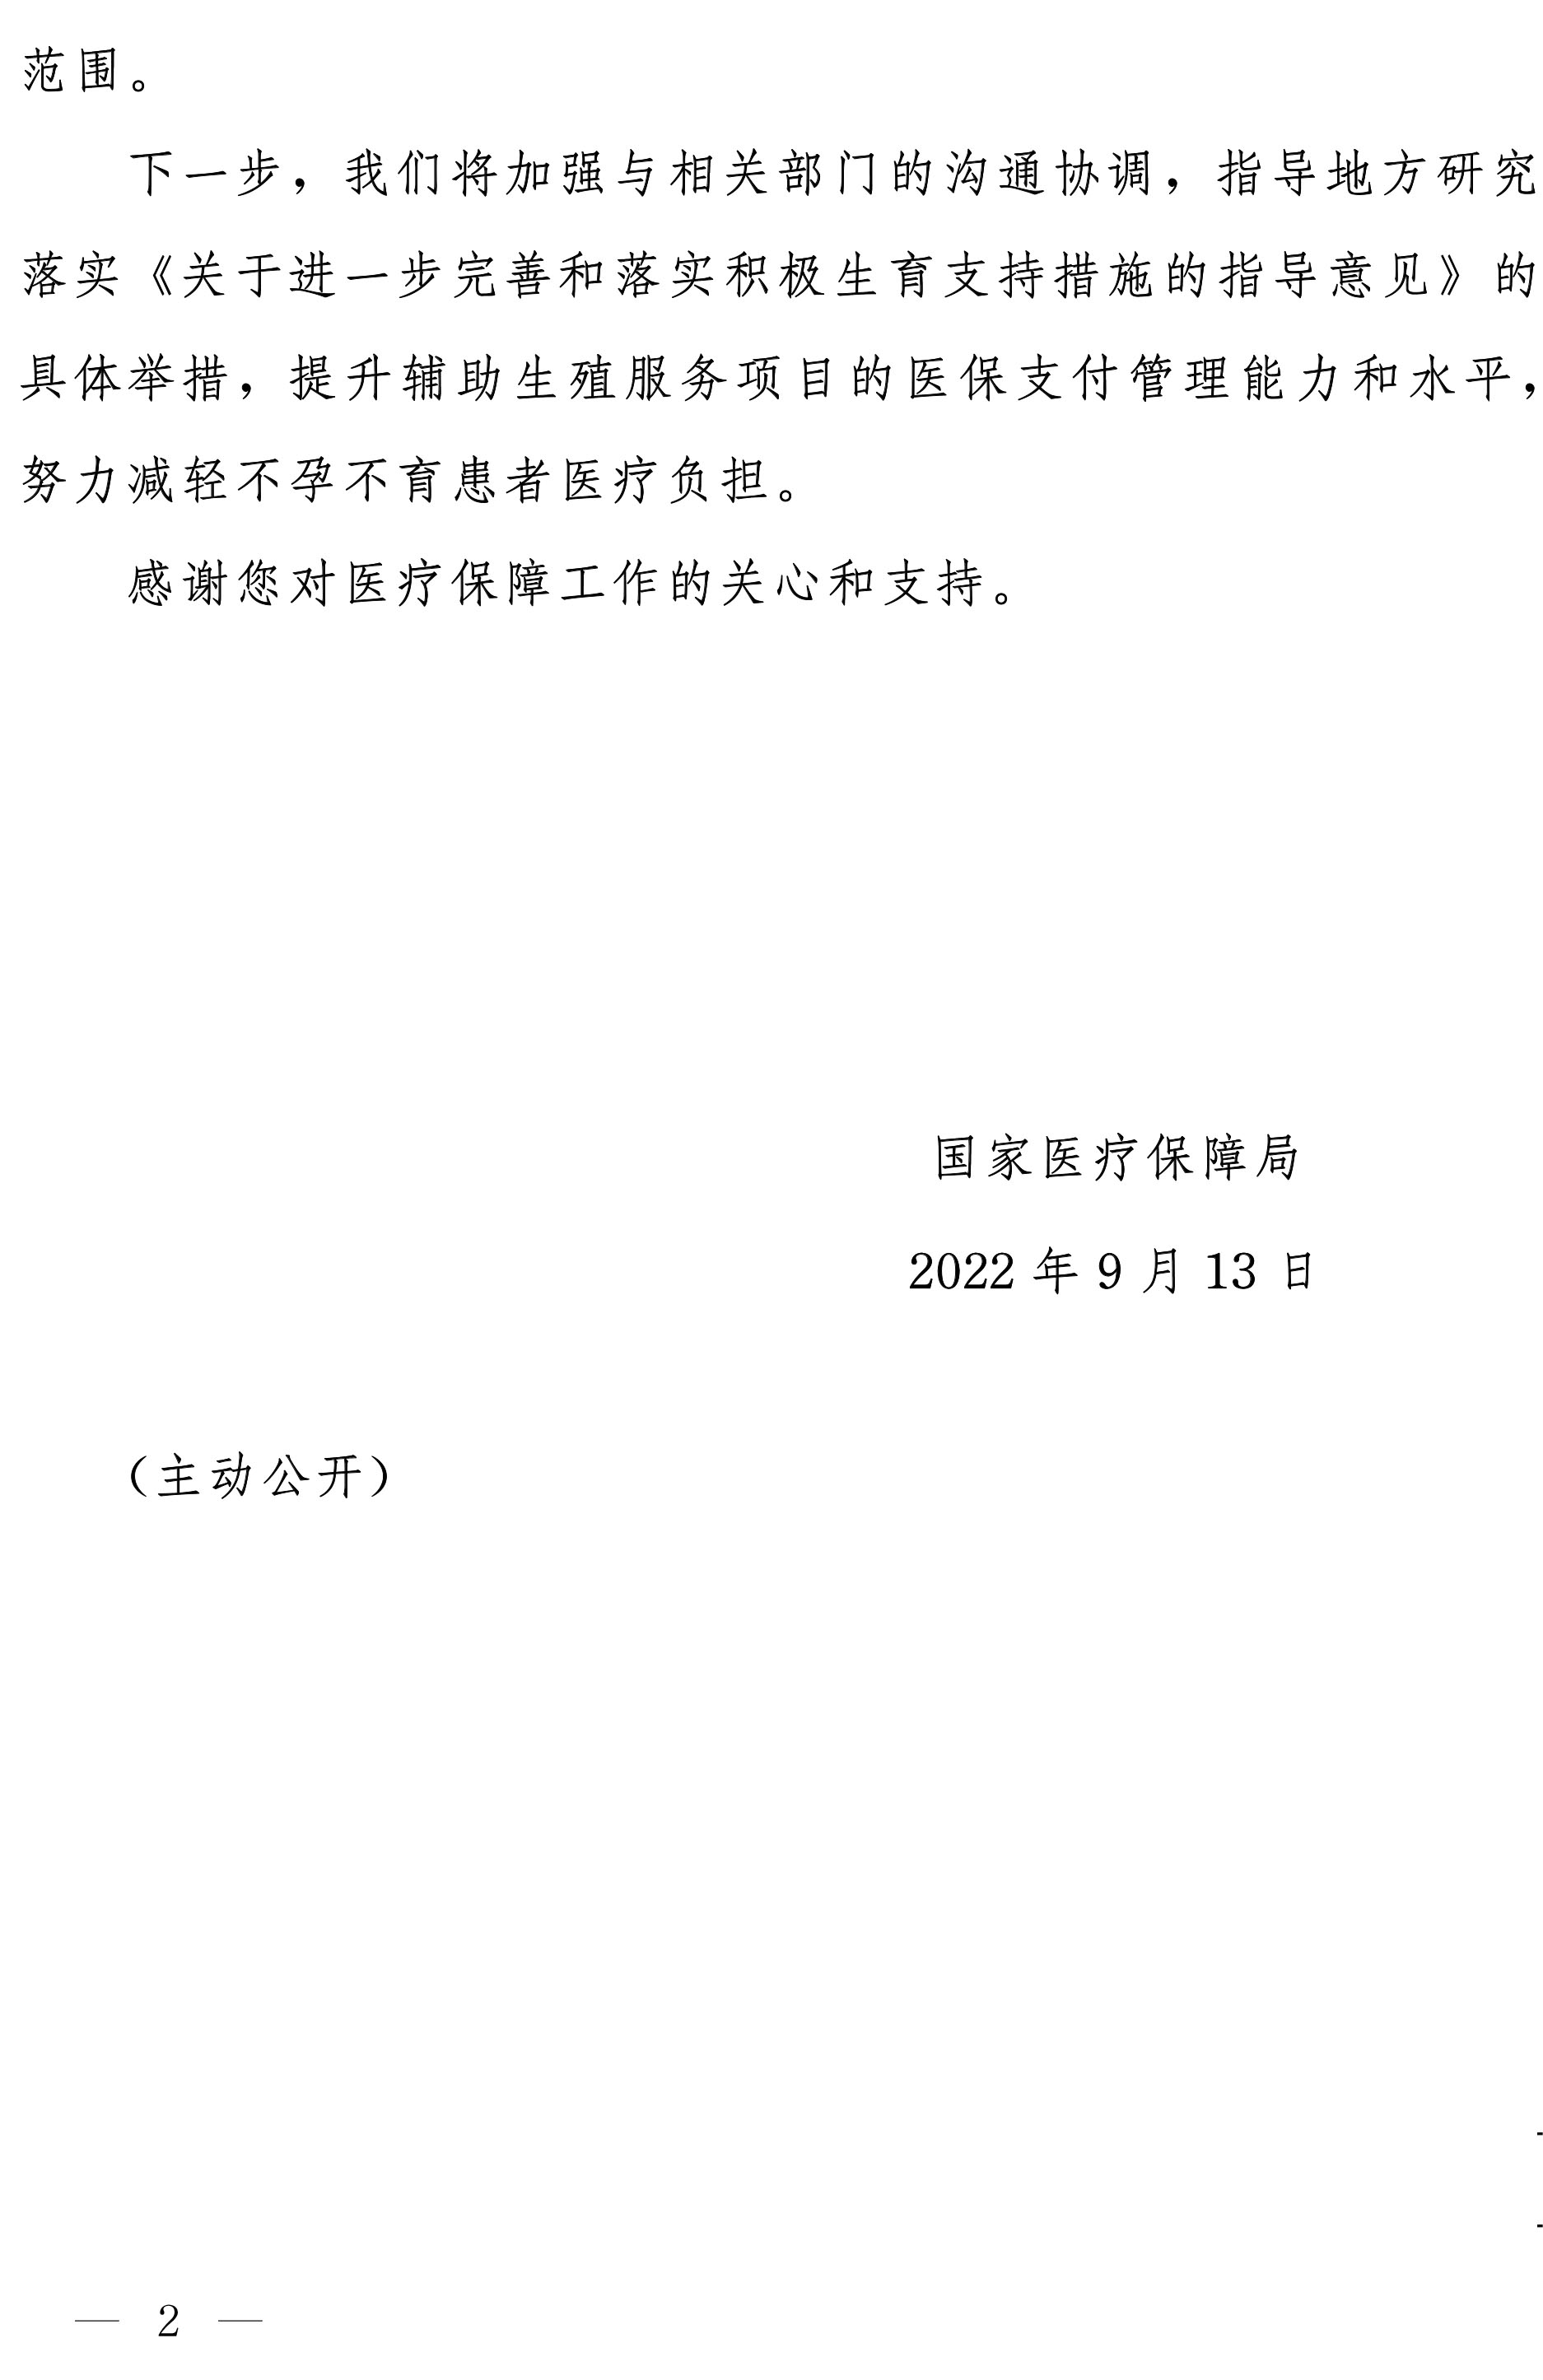 范围。
下一步，我们将加强与相关部门的沟通协调，指导地方研究
落实《关于进一步完善和落实积极生育支持措施的指导意见》的
具体举措，提升辅助生殖服务项目的医保支付管理能力和水平，
努力减轻不孕不育患者医疗负担。
感谢您对医疗保障工作的关心和支持。
国家医疗保障局
2022 年 9 月 13 日
（主动公开）
— 2 —